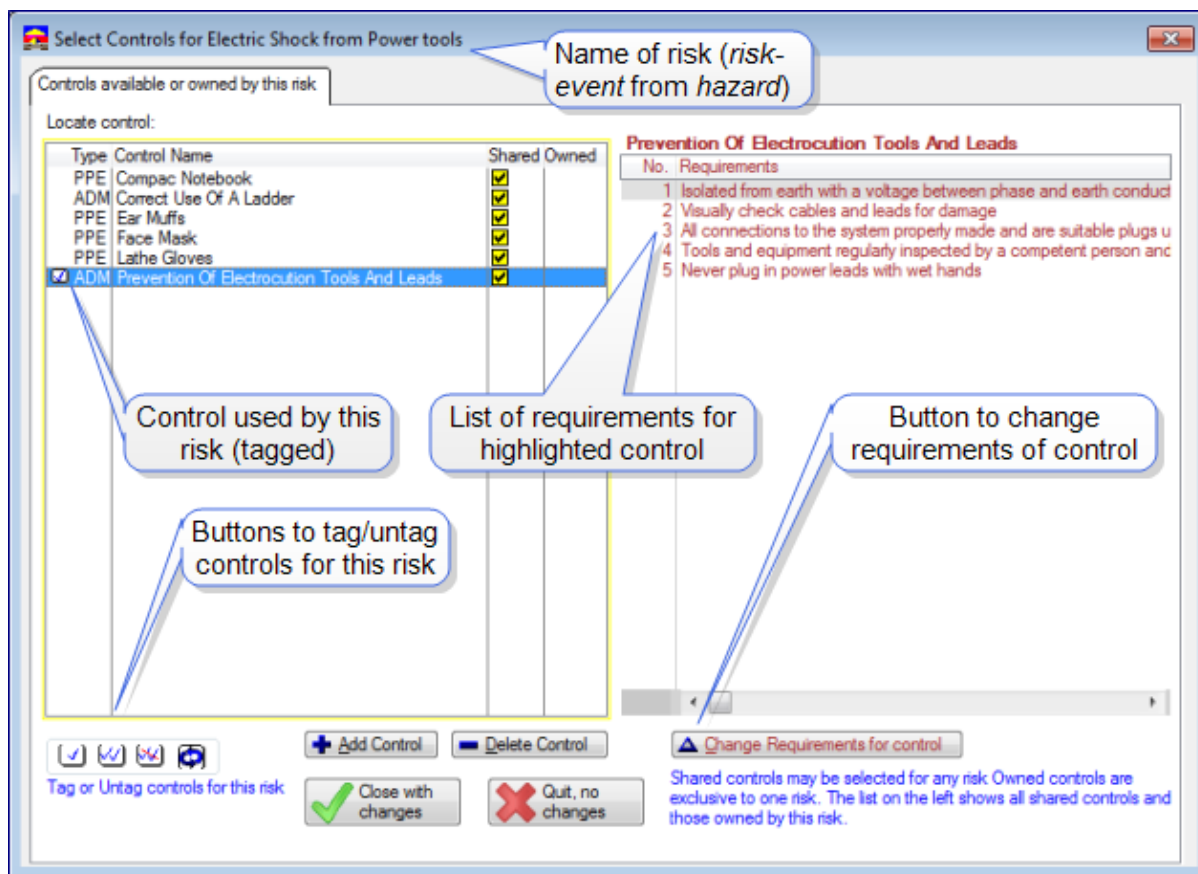 Select Controls for Electric Shock from Power tools
Name of risk (risk-
event from hazard)
Controls available or owned by this risk
Locate control:
Type Control Name Shared Owned
PPE Compac Notebook
ADM Correct Use Of A Ladder
PPE Ear Muffs
PPE Face Mask
PPE Lathe Gloves
ADM Prevention Of Electrocution Tools And Leads
Prevention Of Electrocution Tools And Leads
No. Requirements
1 Isolated from earth with a voltage between phase and earth conduct
2 Visually check cables and leads for damage
3 All connections to the system properly made and are suitable plugs u
4 Tools and equipment regularly inspected by a competent person and
5 Never plug in power leads with wet hands
Control used by this
risk (tagged)
List of requirements for
highlighted control
Button to change
requirements of control
Buttons to tag/untag
controls for this risk
Add Control
Delete Control
Change Requirements for control
Tag or Untag controls for this risk
Close with
changes
Quit, no
changes
Shared controls may be selected for any risk Owned controls are
exclusive to one risk. The list on the left shows all shared controls and
those owned by this risk.